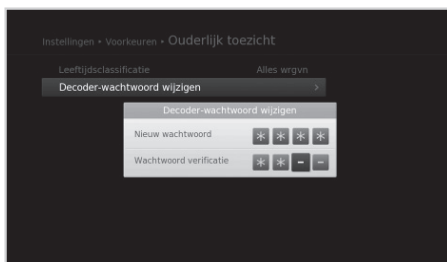 Instellingen • Voorkeuren • Ouderlijk toezicht
Leeftijdsclassificatie Alles wrgvn
Decoder-wachtwoord wijzigen >
Decoder-wachtwoord wijzigen
Nieuw wachtwoord * * * *
Wachtwoord verificatie * * - -